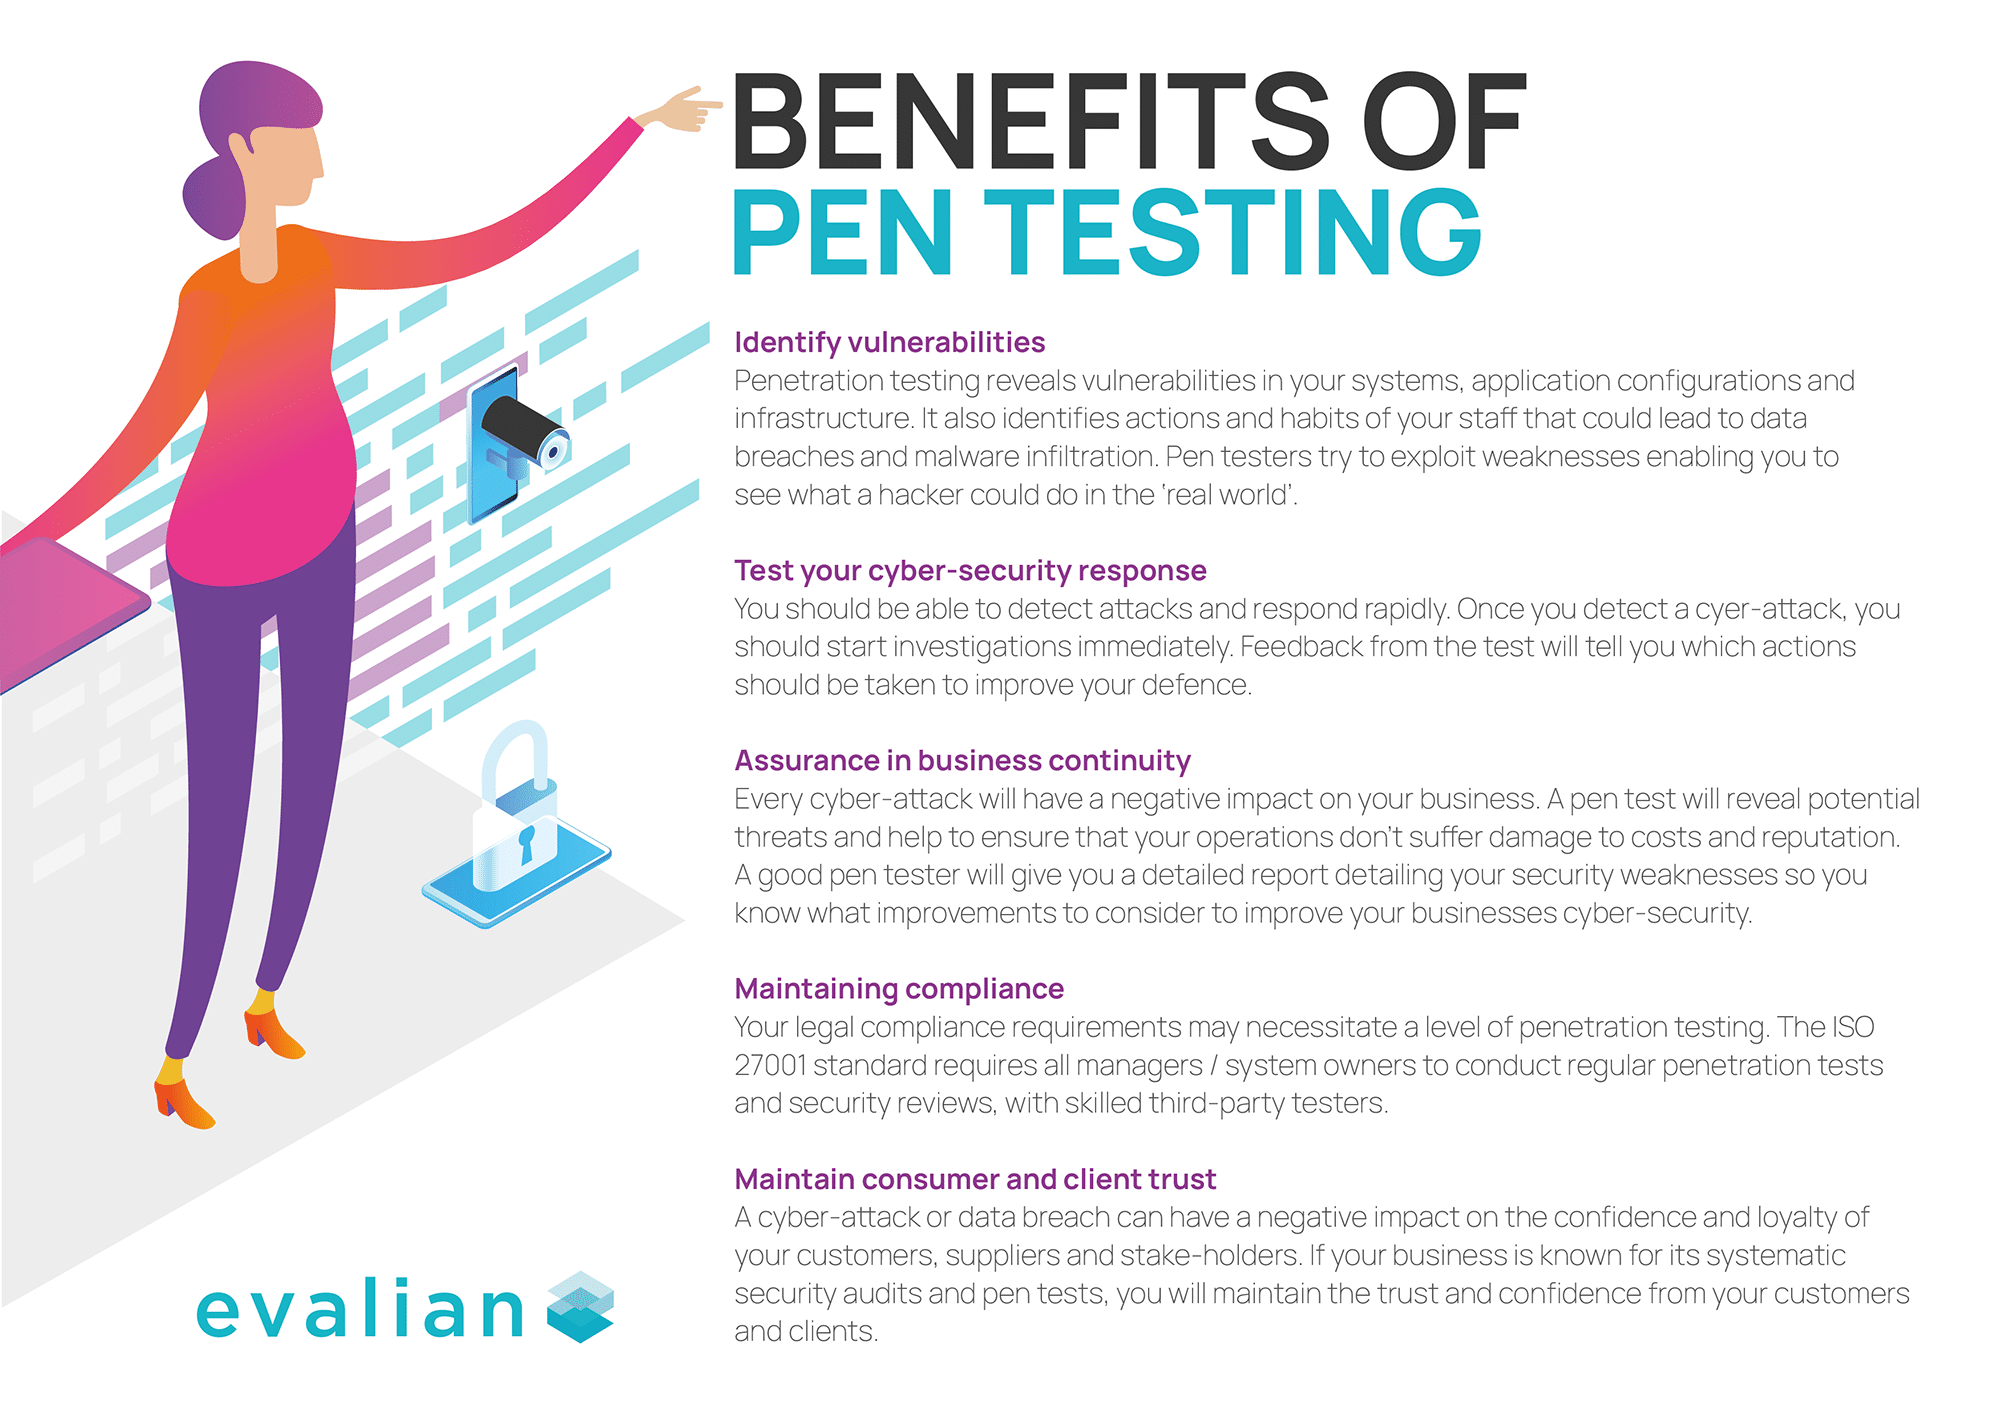 BENEFITS OF
PEN TESTING
Identify vulnerabilities
Penetration testing reveals vulnerabilities in your systems, application configurations and
infrastructure. It also identifies actions and habits of your staff that could lead to data
breaches and malware infiltration. Pen testers try to exploit weaknesses enabling you to
see what a hacker could do in the ‘real world’.
Test your cyber-security response
You should be able to detect attacks and respond rapidly. Once you detect a cyer-attack, you
should start investigations immediately. Feedback from the test will tell you which actions
should be taken to improve your defence.
Assurance in business continuity
Every cyber-attack will have a negative impact on your business. A pen test will reveal potential
threats and help to ensure that your operations don’t suffer damage to costs and reputation.
A good pen tester will give you a detailed report detailing your security weaknesses so you
know what improvements to consider to improve your businesses cyber-security.
Maintaining compliance
Your legal compliance requirements may necessitate a level of penetration testing. The ISO
27001 standard requires all managers / system owners to conduct regular penetration tests
and security reviews, with skilled third-party testers.
Maintain consumer and client trust
A cyber-attack or data breach can have a negative impact on the confidence and loyalty of
your customers, suppliers and stake-holders. If your business is known for its systematic
security audits and pen tests, you will maintain the trust and confidence from your customers
and clients.
evalian